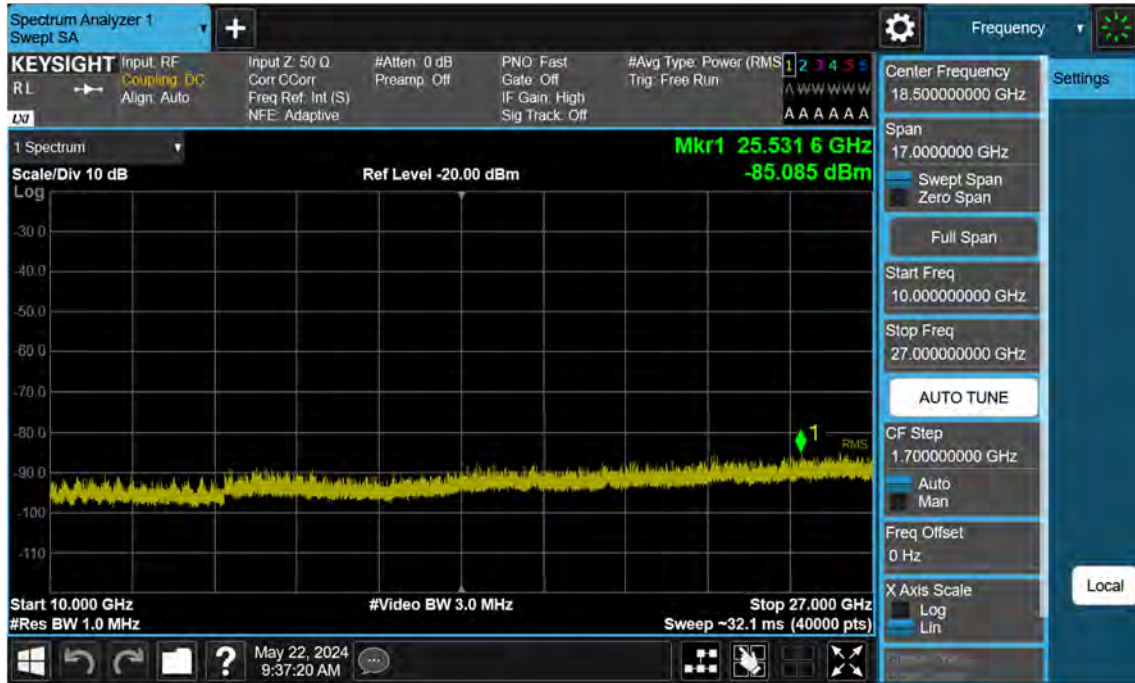 Spectrum Analyzer 1
Swept SA
Frequency
KEYSIGHT
RL
LXI
Input: RF
Coupling: DC
Align: Auto
Input Z: 50 Ω
Corr CCorr
Freq Ref: Int (S)
NFE: Adaptive
#Atten: 0 dB
Preamp: Off
PNO: Fast
Gate: Off
IF Gain: High
Sig Track: Off
#Avg Type: Power (RMS
Trig: Free Run
1 2 3 4 5 6
A W W W W W
A A A A A A
1 Spectrum
Mkr1 25.531 6 GHz
Scale/Div 10 dB
Ref Level -20.00 dBm
-85.085 dBm
Log
-30.0
-40.0
-50.0
-60.0
-70.0
-80.0
1
RMS
-90.0
-100
-110
Start 10.000 GHz
#Video BW 3.0 MHz
Stop 27.000 GHz
#Res BW 1.0 MHz
Sweep ~32.1 ms (40000 pts)
Center Frequency
18.500000000 GHz
Settings
Span
17.0000000 GHz
Swept Span
Zero Span
Full Span
Start Freq
10.000000000 GHz
Stop Freq
27.000000000 GHz
AUTO TUNE
CF Step
1.700000000 GHz
Auto
Man
Freq Offset
0 Hz
X Axis Scale
Log
Lin
Local
?
May 22, 2024
9:37:20 AM